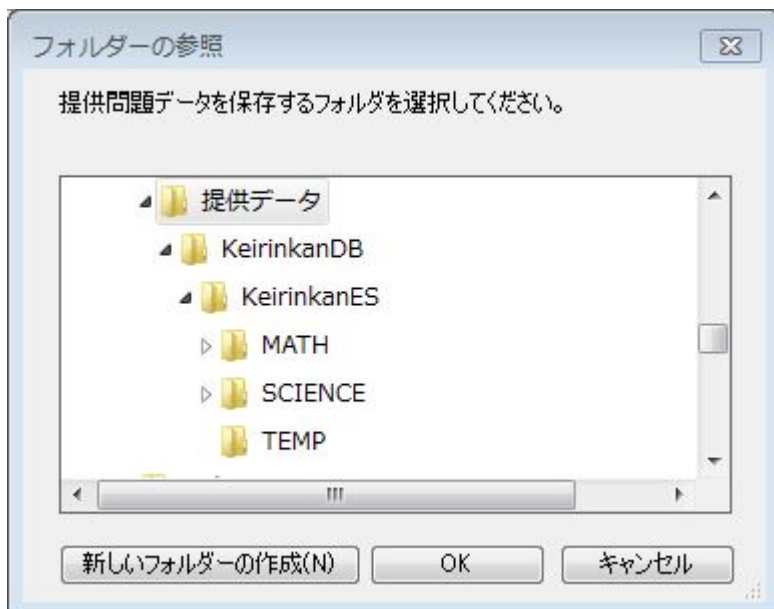 フォルダーの参照
提供問題データを保存するフォルダを選択してください。
提供データ
KeirinkanDB
KeirinkanES
MATH
SCIENCE
TEMP
新しいフォルダーの作成(N) OK キャンセル